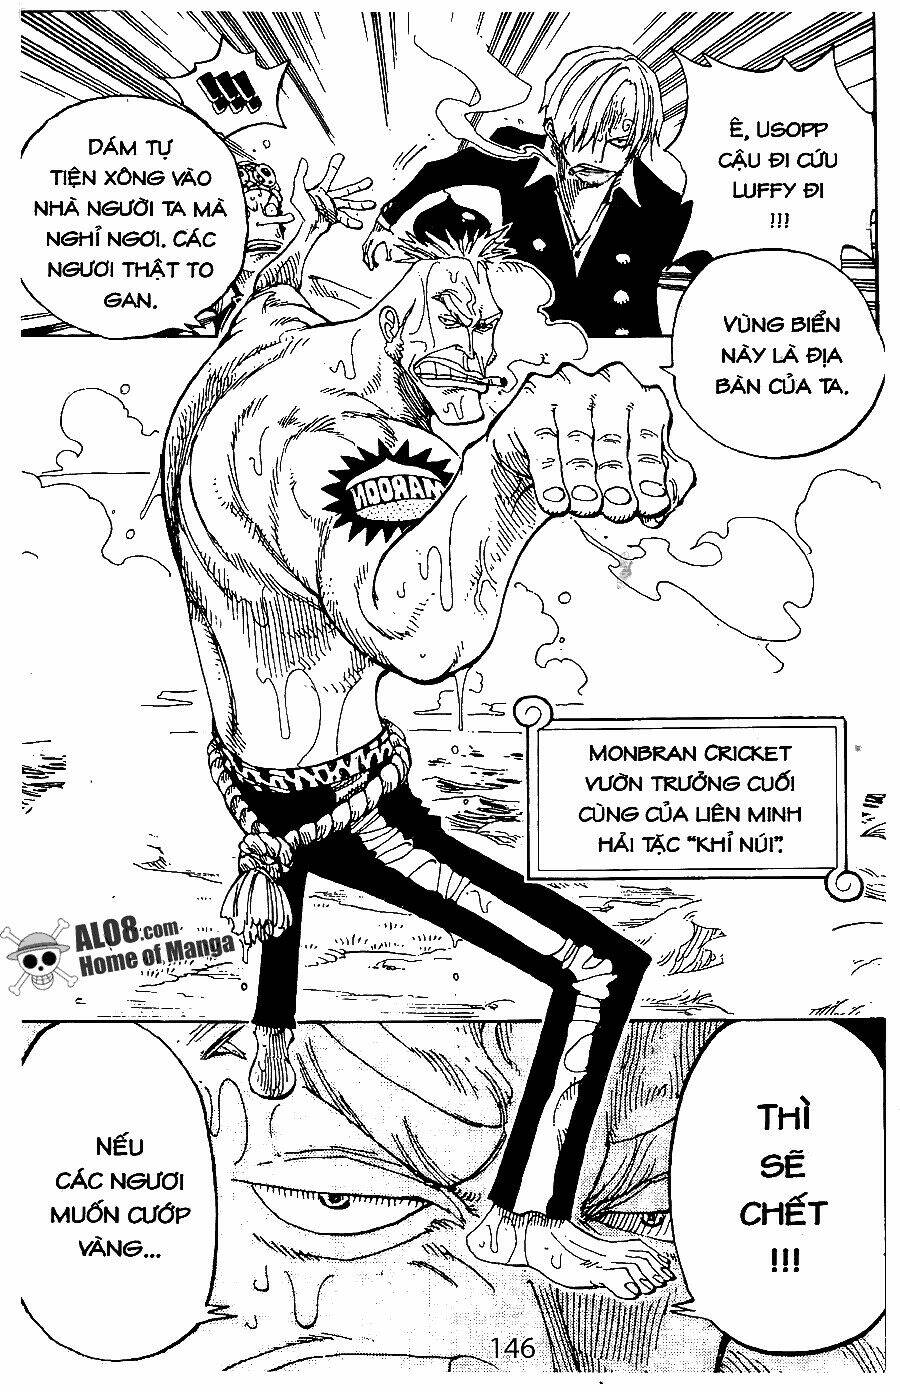 Ê, USOPP
CẬU ĐI CỨU
LUFFY ĐI
!!!
!!!
DÁM TỰ
TIỆN XÔNG VÀO
NHÀ NGƯỜI TA MÀ
NGHỈ NGƠI. CÁC
NGƯƠI THẬT TO
GAN.
VÙNG BIỂN
NÀY LÀ ĐỊA
BÀN CỦA TA.
MAROON
MONBRAN CRICKET
VƯỜN TRƯỞNG CUỐI
CÙNG CỦA LIÊN MINH
HẢI TẶC “KHỈ NÚI”.
AL08.com
Home of Manga
THÌ
SẼ
CHẾT
!!!
NẾU
CÁC NGƯƠI
MUỐN CƯỚP
VÀNG...
146